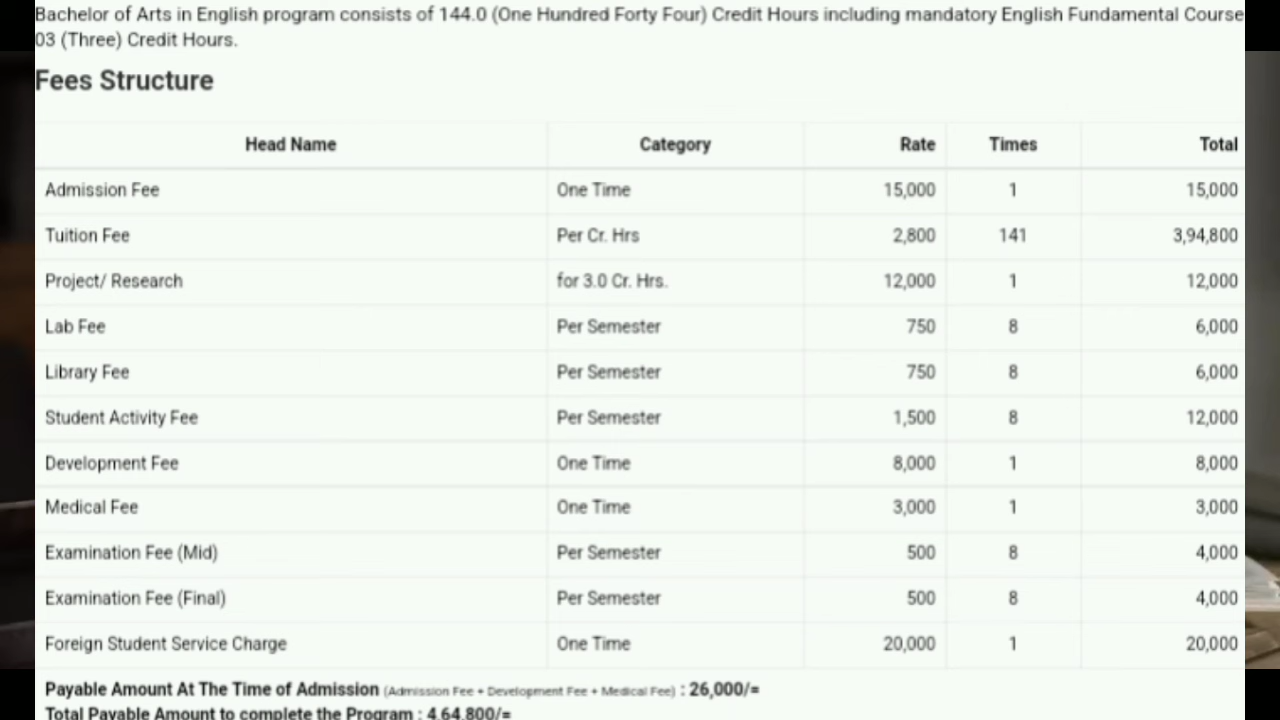 Bachelor of Arts in English program consists of 144.0 (One Hundred Forty Four) Credit Hours including mandatory English Fundamental Course
03 (Three) Credit Hours.
Fees Structure
Head Name Category Rate Times Total
Admission Fee One Time 15,000 1 15,000
Tuition Fee Per Cr. Hrs 2,800 141 3,94,800
Project/ Research for 3.0 Cr. Hrs. 12,000 1 12,000
Lab Fee Per Semester 750 8 6,000
Library Fee Per Semester 750 8 6,000
Student Activity Fee Per Semester 1,500 8 12,000
Development Fee One Time 8,000 1 8,000
Medical Fee One Time 3,000 1 3,000
Examination Fee (Mid) Per Semester 500 8 4,000
Examination Fee (Final) Per Semester 500 8 4,000
Foreign Student Service Charge One Time 20,000 1 20,000
Payable Amount At The Time of Admission (Admission Fee + Development Fee + Medical Fee) : 26,000/=
Total Payable Amount to complete the Program : 4,64,800/=